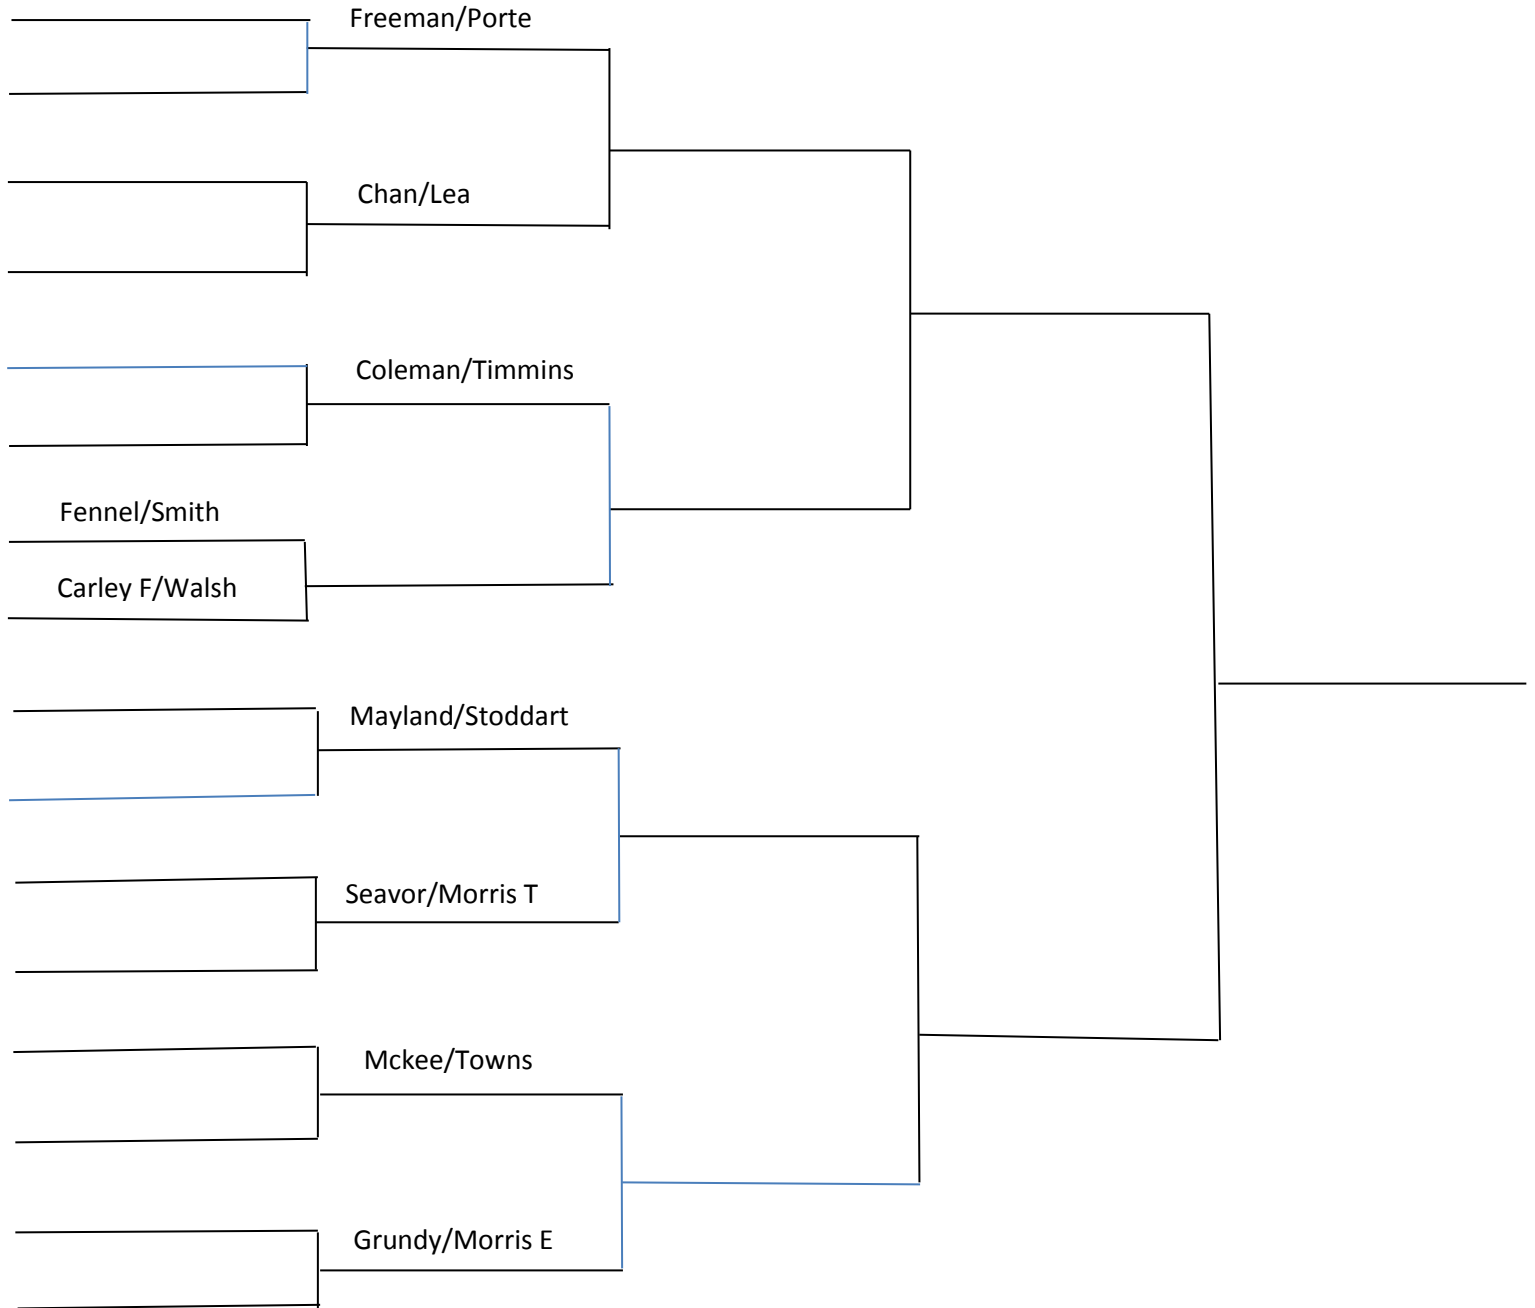 Freeman/Porte
Chan/Lea
Coleman/Timmins
Fennel/Smith
Carley F/Walsh
Mayland/Stoddart
Seavor/Morris T
Mckee/Towns
Grundy/Morris E